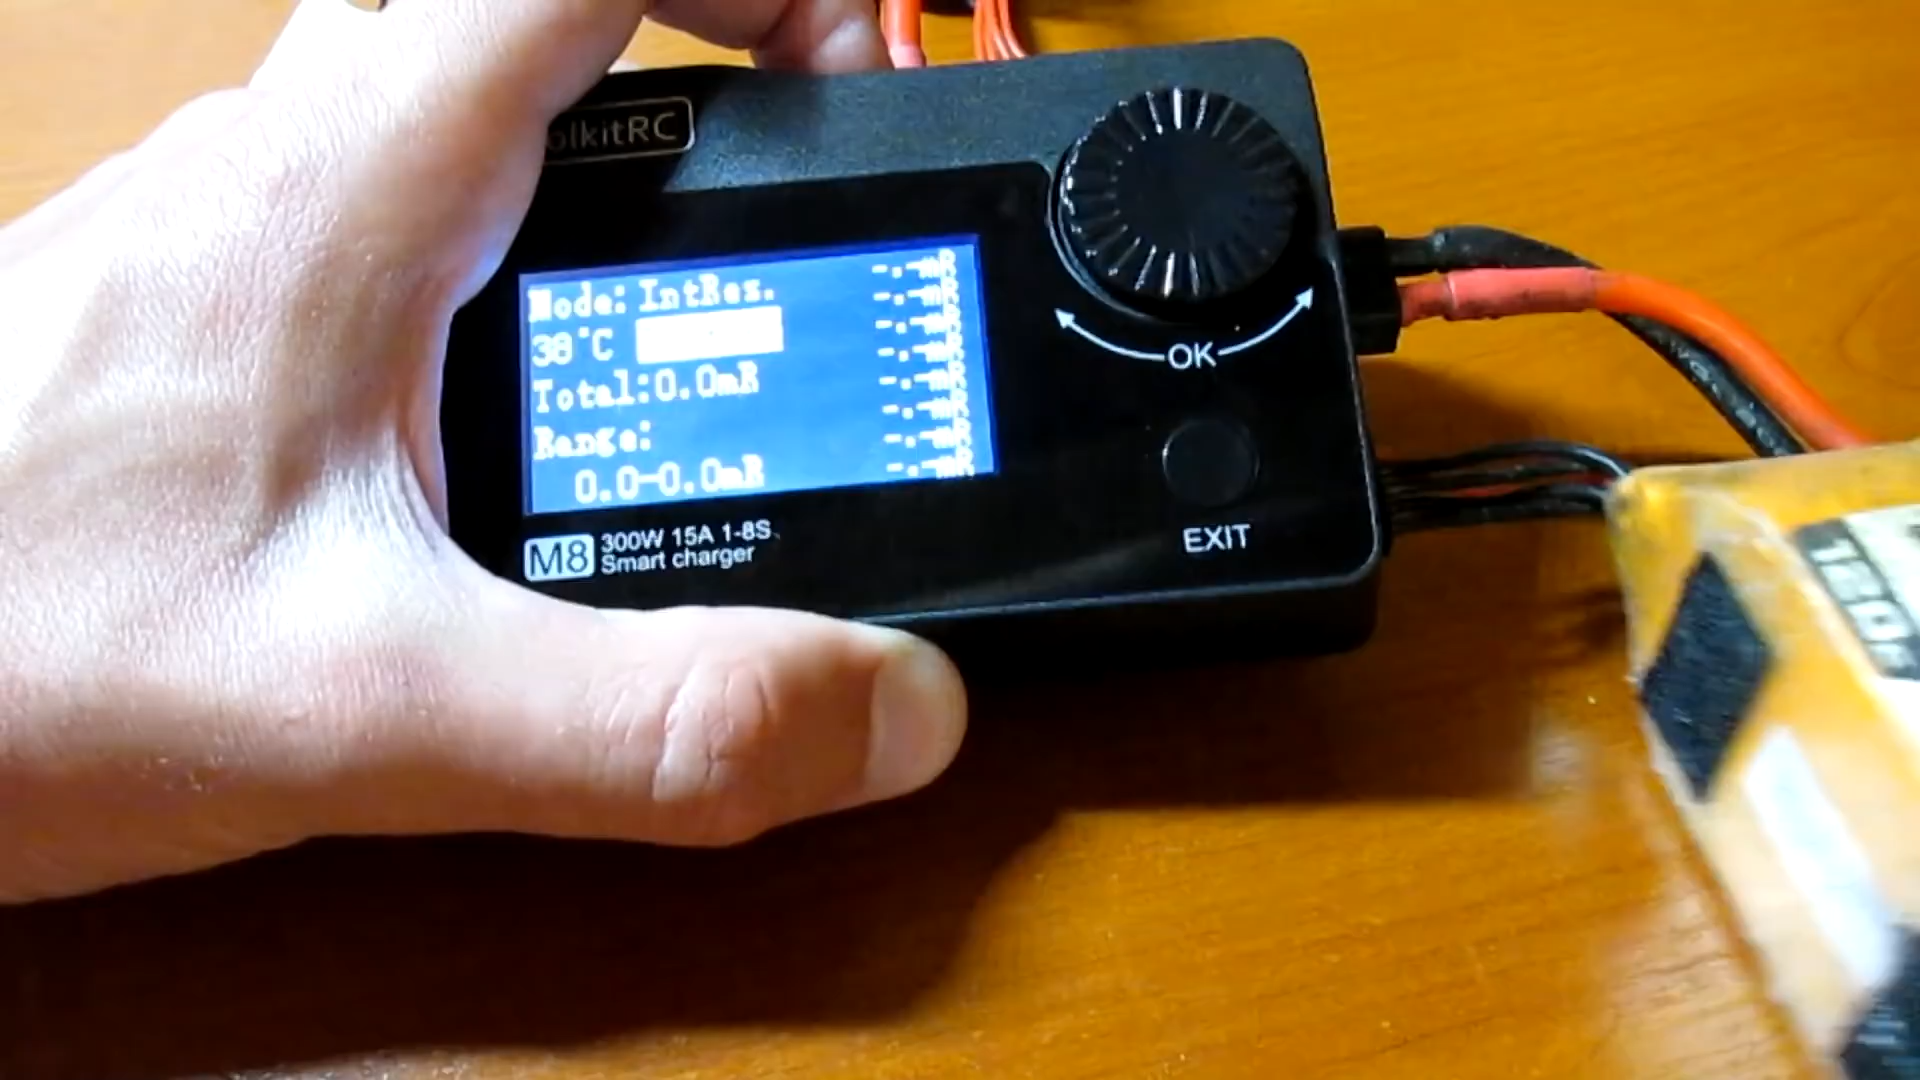 olkitRC
Mode: IntRes.
38°C
Total:0.0mR
Range:
0.0-0.0mR
M8 300W 15A 1-8S
Smart charger
OK
EXIT